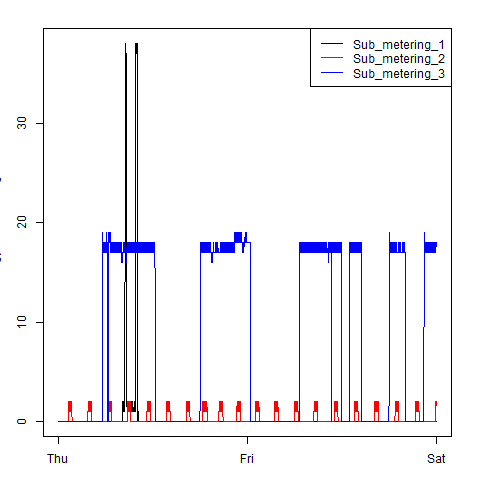 Sub_metering_1
Sub_metering_2
Sub_metering_3
30
20
10
0
Thu Fri Sat